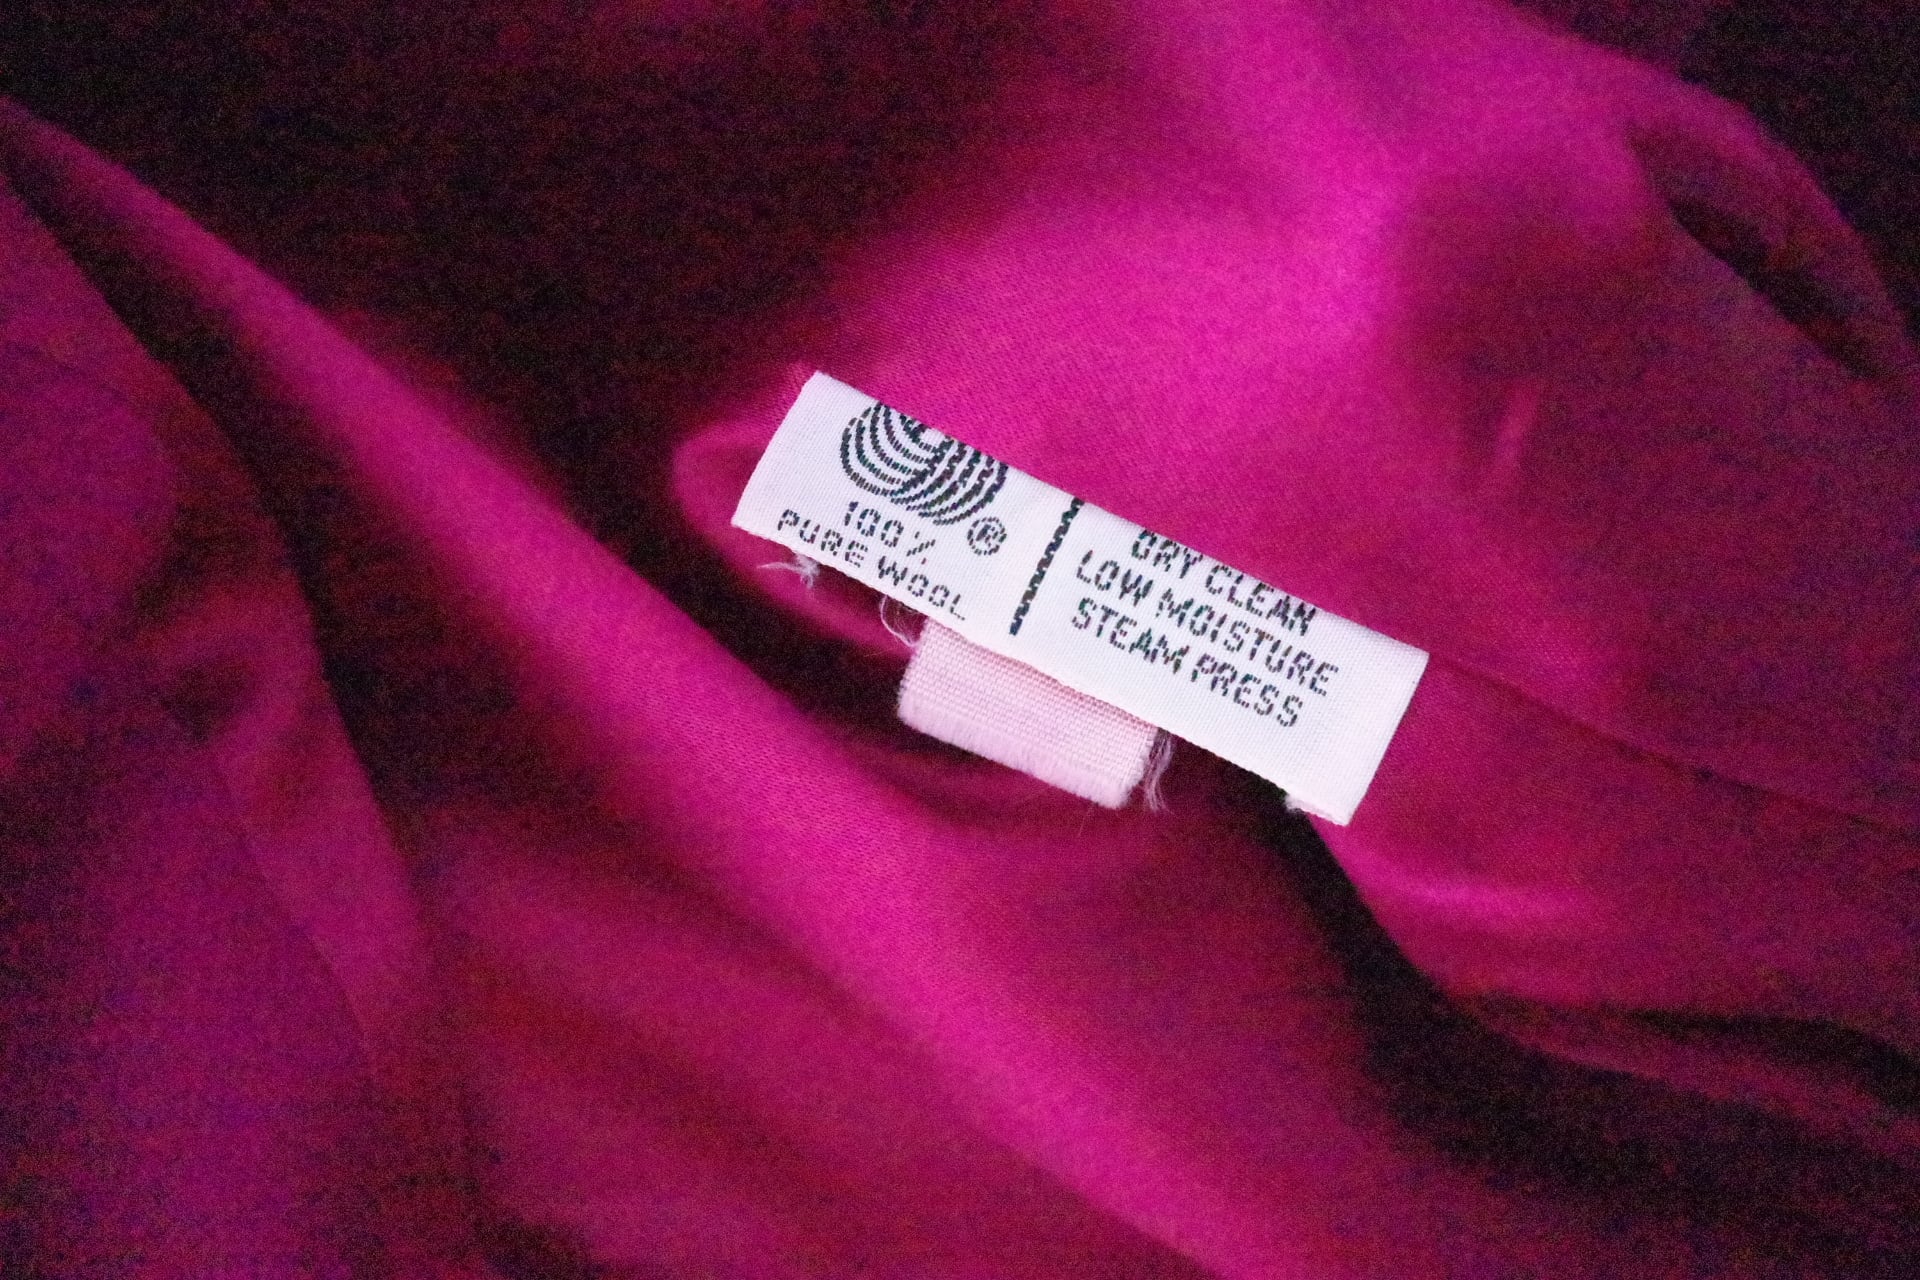 100%
PURE WOOL
®
DRY CLEAN
LOW MOISTURE
STEAM PRESS